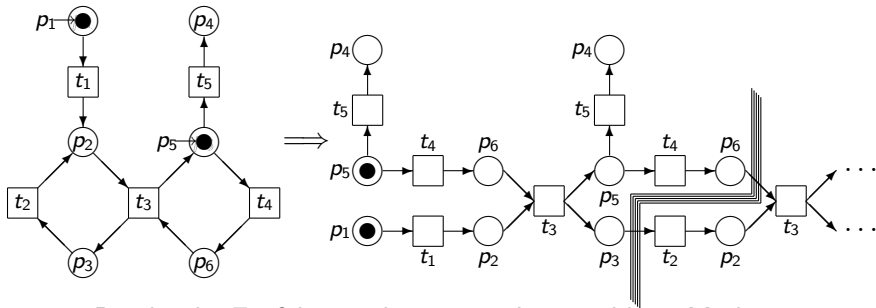 p1 p4 p4 p4
t1 t5 t5 t5
p2 p5 ⟹ p5 t4 p6 p5 t4 p6
t2 t3 t4 t3 t3 · · ·
p1 t1 p2 p3 t2 p2 · · ·
p3 p6